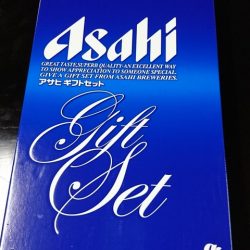 Asahi
GREAT TASTE, SUPERB QUALITY-AN EXCELLENT WAY
TO SHOW APPRECIATION TO SOMEONE SPECIAL.
GIVE A GIFT SET FROM ASAHI BREWERIES.
アサヒ ギフトセット
Gift
Set